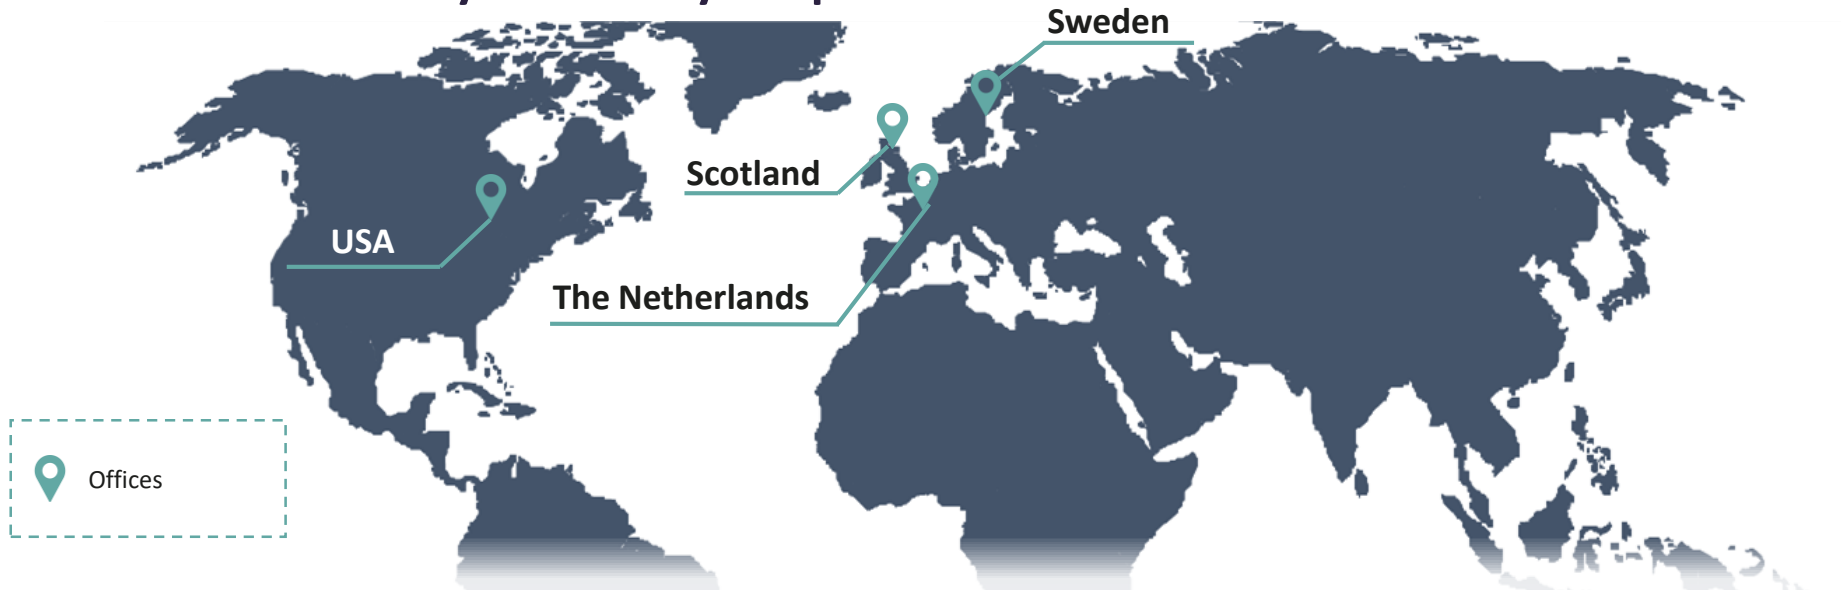 Sweden
Scotland
USA
The Netherlands
Offices